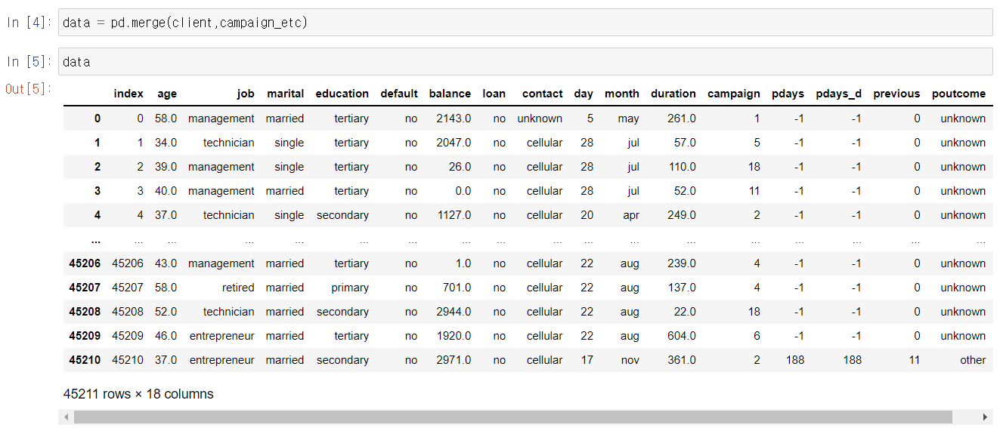 In [4]: data = pd.merge(client,campaign_etc)
In [5]: data
Out[5]:
index age job marital education default balance loan contact day month duration campaign pdays pdays_d previous poutcome
0 0 58.0 management married tertiary no 2143.0 no unknown 5 may 261.0 1 -1 -1 0 unknown
1 1 34.0 technician single tertiary no 2047.0 no cellular 28 jul 57.0 5 -1 -1 0 unknown
2 2 39.0 management single tertiary no 26.0 no cellular 28 jul 110.0 18 -1 -1 0 unknown
3 3 40.0 management married tertiary no 0.0 no cellular 28 jul 52.0 11 -1 -1 0 unknown
4 4 37.0 technician single secondary no 1127.0 no cellular 20 apr 249.0 2 -1 -1 0 unknown
... ... ... ... ... ... ... ... ... ... ... ... ... ... ... ... ... ...
45206 45206 43.0 management married tertiary no 1.0 no cellular 22 aug 239.0 4 -1 -1 0 unknown
45207 45207 58.0 retired married primary no 701.0 no cellular 22 aug 137.0 4 -1 -1 0 unknown
45208 45208 52.0 technician married secondary no 2944.0 no cellular 22 aug 22.0 18 -1 -1 0 unknown
45209 45209 46.0 entrepreneur married tertiary no 1920.0 no cellular 22 aug 604.0 6 -1 -1 0 unknown
45210 45210 37.0 entrepreneur married secondary no 2971.0 no cellular 17 nov 361.0 2 188 188 11 other
45211 rows × 18 columns